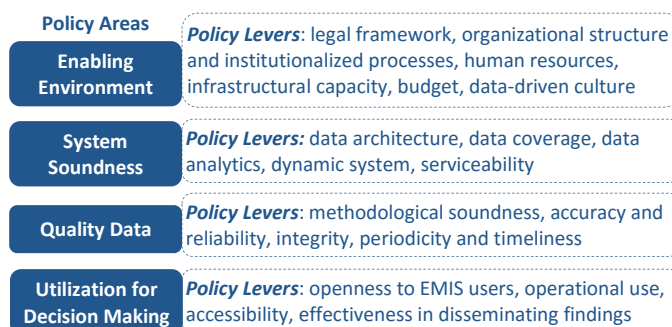 Policy Areas
Enabling
Environment
Policy Levers: legal framework, organizational structure
and institutionalized processes, human resources,
infrastructural capacity, budget, data-driven culture
System
Soundness
Policy Levers: data architecture, data coverage, data
analytics, dynamic system, serviceability
Quality Data
Policy Levers: methodological soundness, accuracy and
reliability, integrity, periodicity and timeliness
Utilization for
Decision Making
Policy Levers: openness to EMIS users, operational use,
accessibility, effectiveness in disseminating findings